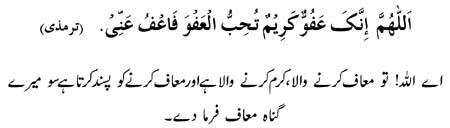 اَللّٰهُمَّ اِنَّکَ عَفُوٌّ کَرِیْمٌ تُحِبُّ الْعَفْوَ فَاعْفُ عَنِّیْ۔ (ترمذی)
اے اللہ! تو معاف کرنے والا، کرم کرنے والا ہے اور معاف کرنے کو پسند کرتا ہے سو میرے
گناہ معاف فرما دے۔